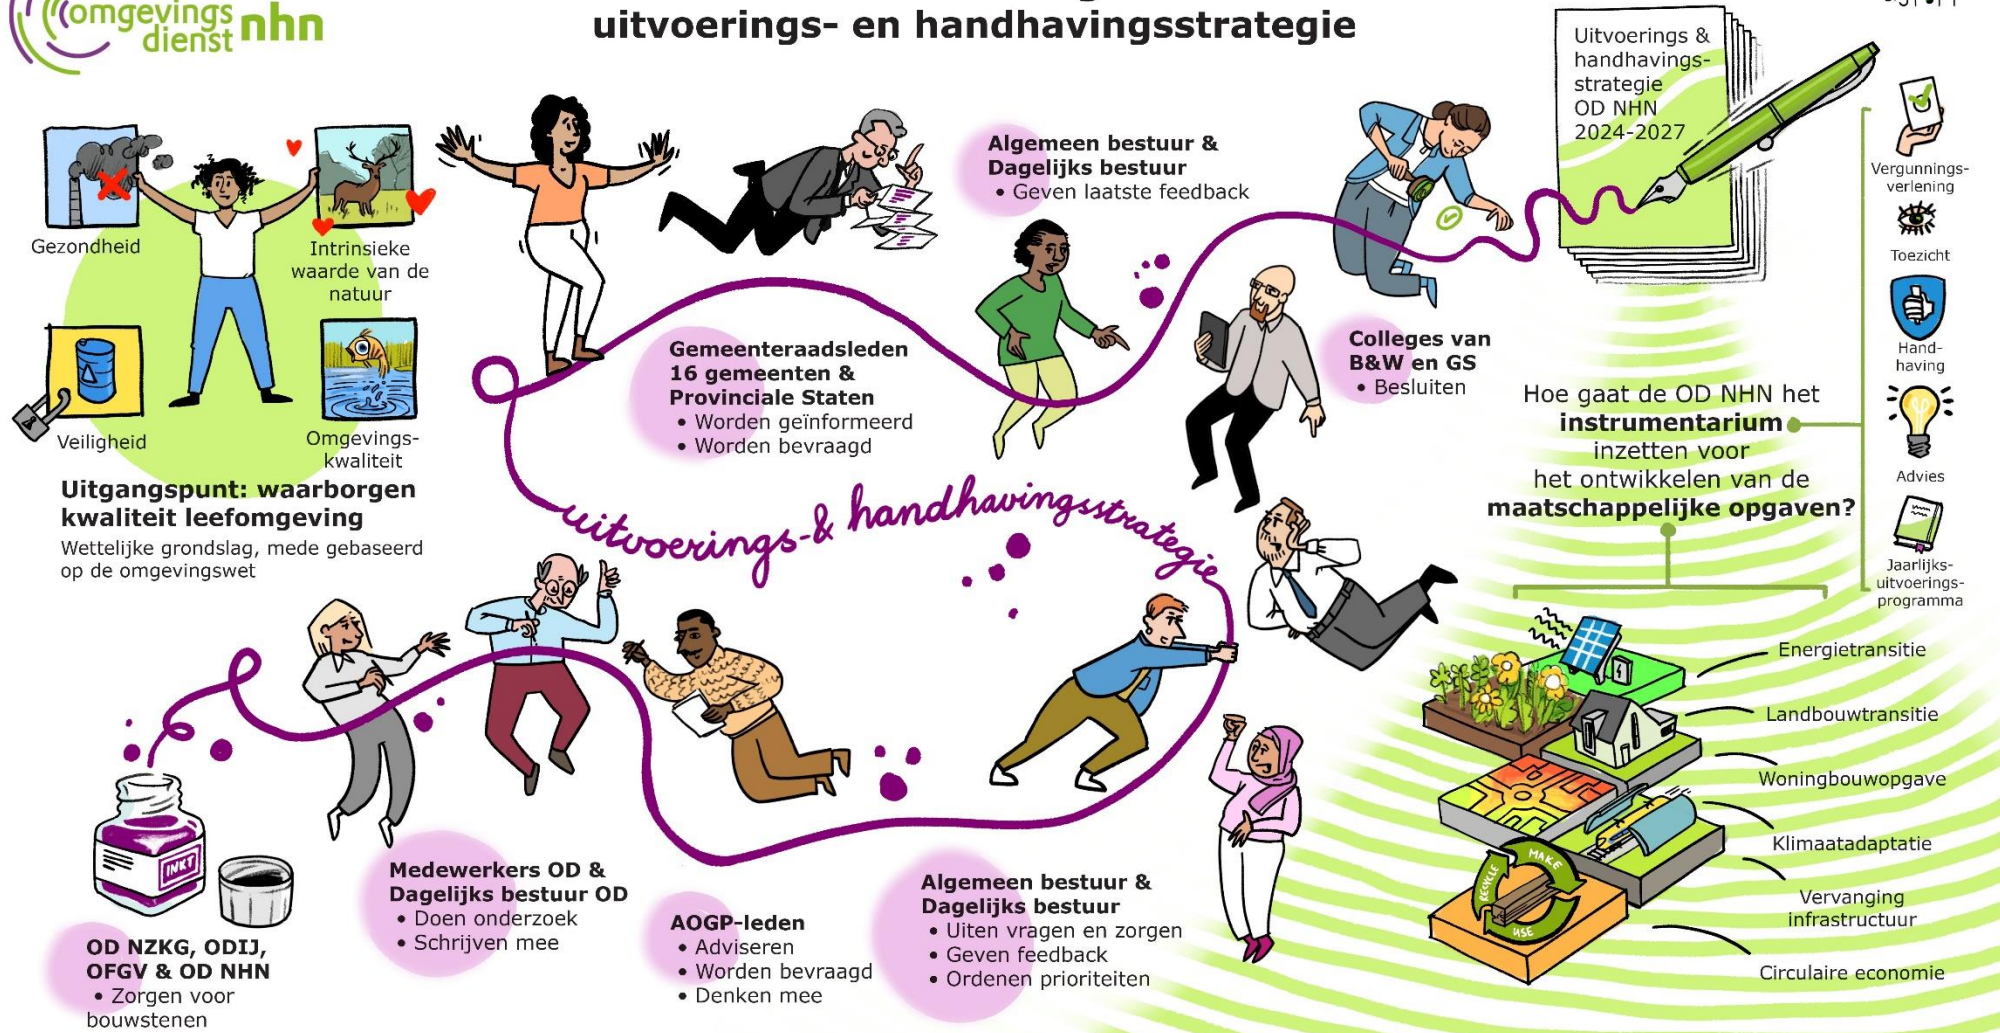 omgevings
dienst nhn
uitvoerings- en handhavingsstrategie
Gezondheid
Intrinsieke
waarde van de
natuur
Veiligheid
Omgevings-
kwaliteit
Uitgangspunt: waarborgen
kwaliteit leefomgeving
Wettelijke grondslag, mede gebaseerd
op de omgevingswet
INKT
OD NZKG, ODIJ,
OFGV & OD NHN
• Zorgen voor
bouwstenen
Medewerkers OD &
Dagelijks bestuur OD
• Doen onderzoek
• Schrijven mee
AOGP-leden
• Adviseren
• Worden bevraagd
• Denken mee
Algemeen bestuur &
Dagelijks bestuur
• Uiten vragen en zorgen
• Geven feedback
• Ordenen prioriteiten
uitvoerings-& handhavingsstrategie
Gemeenteraadsleden
16 gemeenten &
Provinciale Staten
• Worden geïnformeerd
• Worden bevraagd
Algemeen bestuur &
Dagelijks bestuur
• Geven laatste feedback
Colleges van
B&W en GS
• Besluiten
Uitvoerings &
handhavings-
strategie
OD NHN
2024-2027
Hoe gaat de OD NHN het
instrumentarium
inzetten voor
het ontwikkelen van de
maatschappelijke opgaven?
Vergunnings-
verlening
Toezicht
Hand-
having
Advies
Jaarlijks-
uitvoerings-
programma
Energietransitie
Landbouwtransitie
Woningbouwopgave
Klimaatadaptatie
Vervanging
infrastructuur
Circulaire economie
RECYCLE
MAKE
USE